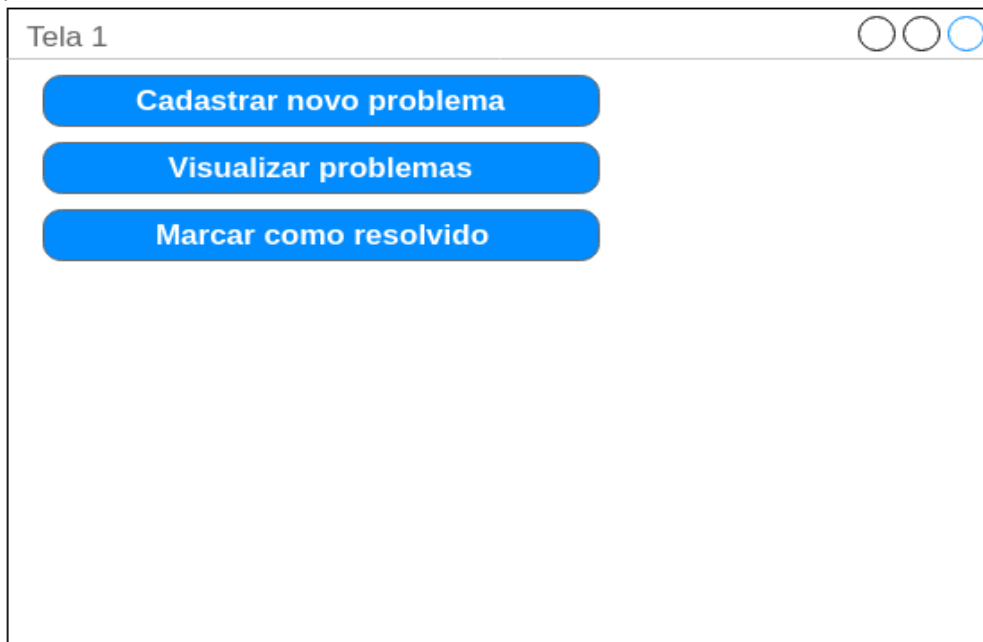 Tela 1
Cadastrar novo problema
Visualizar problemas
Marcar como resolvido